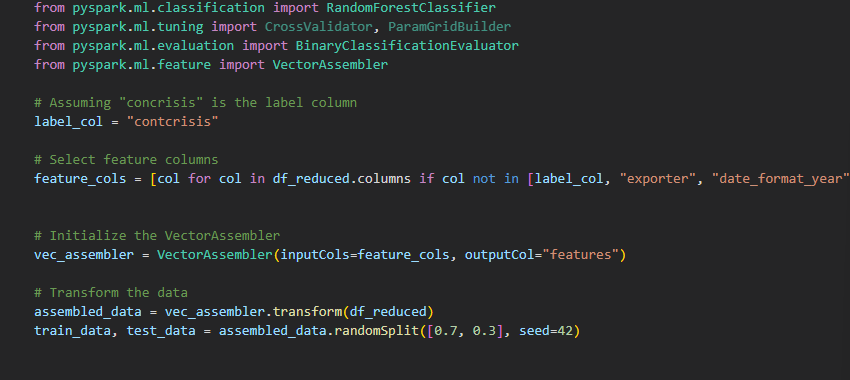 from pyspark.ml.classification import RandomForestClassifier
from pyspark.ml.tuning import CrossValidator, ParamGridBuilder
from pyspark.ml.evaluation import BinaryClassificationEvaluator
from pyspark.ml.feature import VectorAssembler
# Assuming "concrisis" is the label column
label_col = "contcrisis"
# Select feature columns
feature_cols = [col for col in df_reduced.columns if col not in [label_col, "exporter", "date_format_year"
# Initialize the VectorAssembler
vec_assembler = VectorAssembler(inputCols=feature_cols, outputCol="features")
# Transform the data
assembled_data = vec_assembler.transform(df_reduced)
train_data, test_data = assembled_data.randomSplit([0.7, 0.3], seed=42)